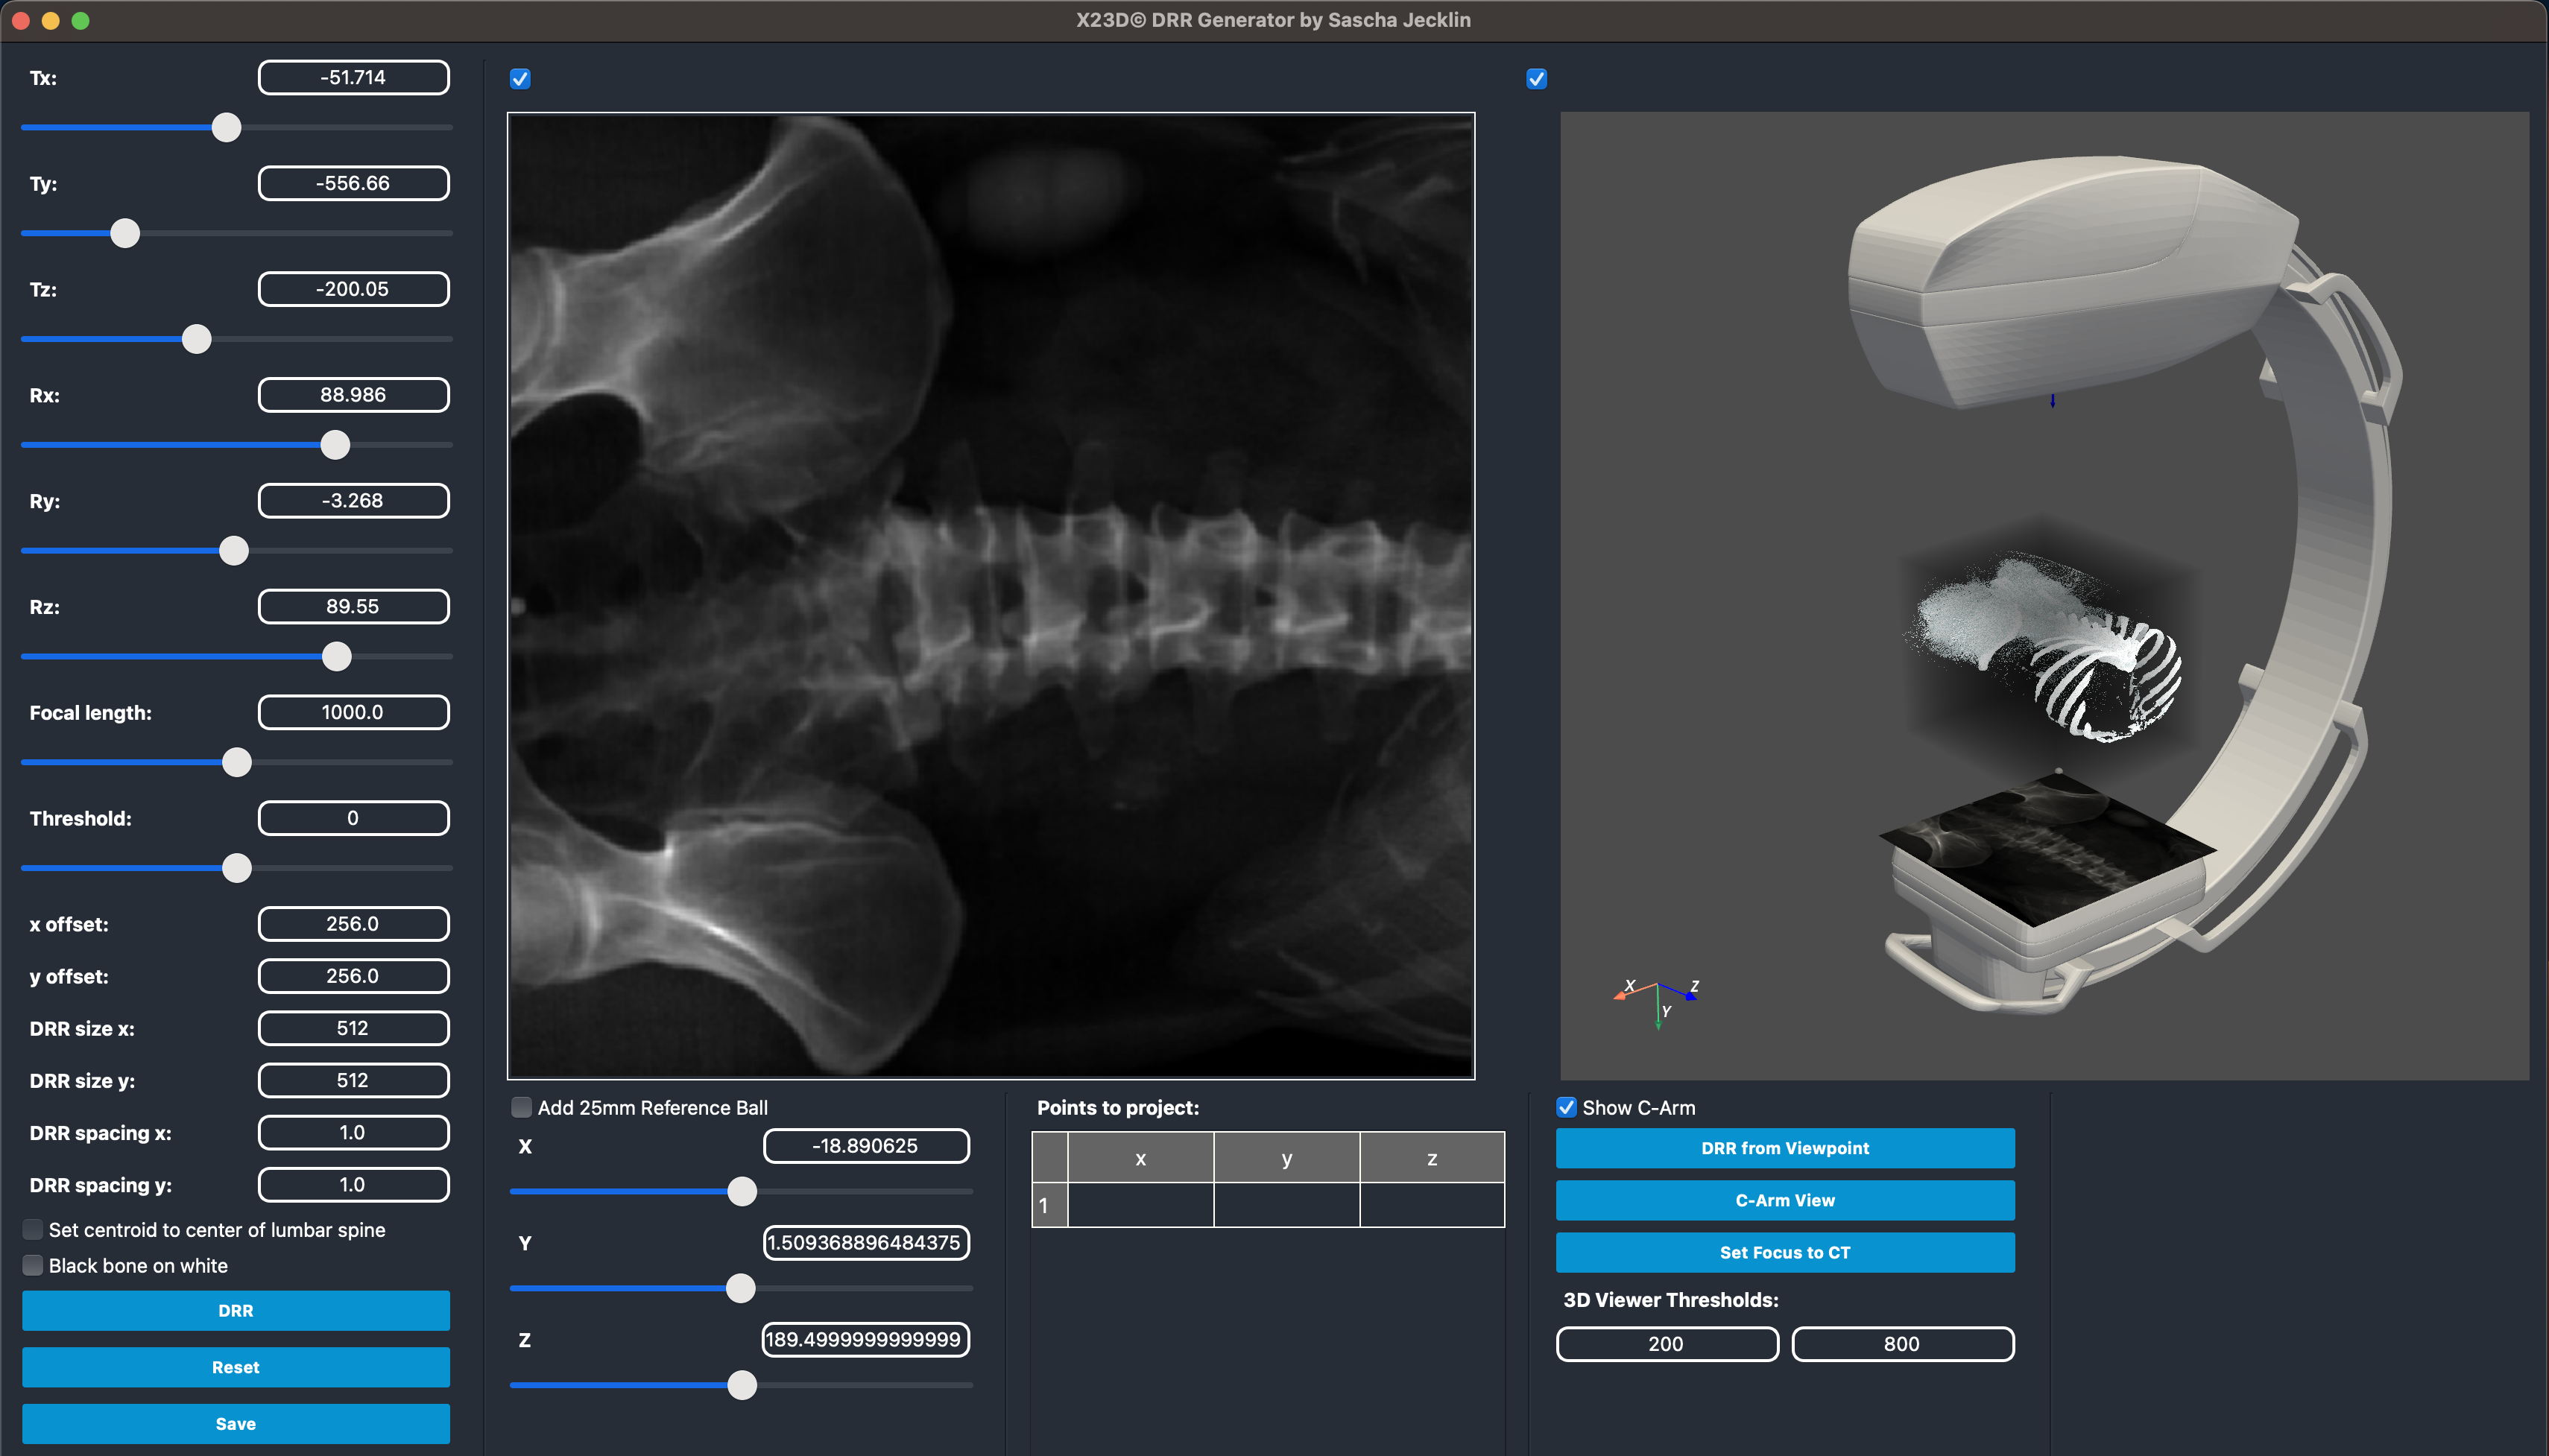 X23D© DRR Generator by Sascha Jecklin
Tx: -51.714
Ty: -556.66
Tz: -200.05
Rx: 88.986
Ry: -3.268
Rz: 89.55
Focal length: 1000.0
Threshold: 0
x offset: 256.0
y offset: 256.0
DRR size x: 512
DRR size y: 512
DRR spacing x: 1.0
DRR spacing y: 1.0
Set centroid to center of lumbar spine
Black bone on white
DRR
Reset
Save
X
Z
Y
Add 25mm Reference Ball
X -18.890625
Y 1.509368896484375
Z 189.4999999999999
Points to project:
x y z
1
Show C-Arm
DRR from Viewpoint
C-Arm View
Set Focus to CT
3D Viewer Thresholds:
200 800